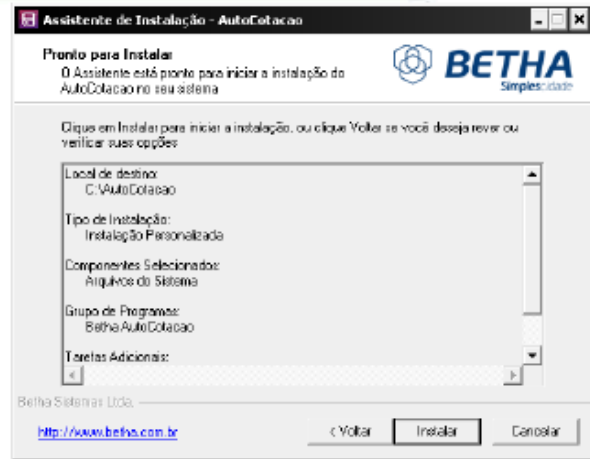 Assistente de Instalação - AutoCotacao
Pronto para Instalar
O Assistente está pronto para iniciar a instalação do
AutoCotacao no seu sistema
BETHA
Simplescidade
Clique em Instalar para iniciar a instalação, ou clique Voltar se você deseja rever ou
verificar suas opções
Local de destino:
C:\AutoCotacao
Tipo de Instalação:
Instalação Personalizada
Componentes Selecionados:
Arquivos do Sistema
Grupo de Programas:
Betha AutoCotacao
Tarefas Adicionais:
Betha Sistemas Ltda.
http://www.betha.com.br
< Voltar
Instalar
Cancelar